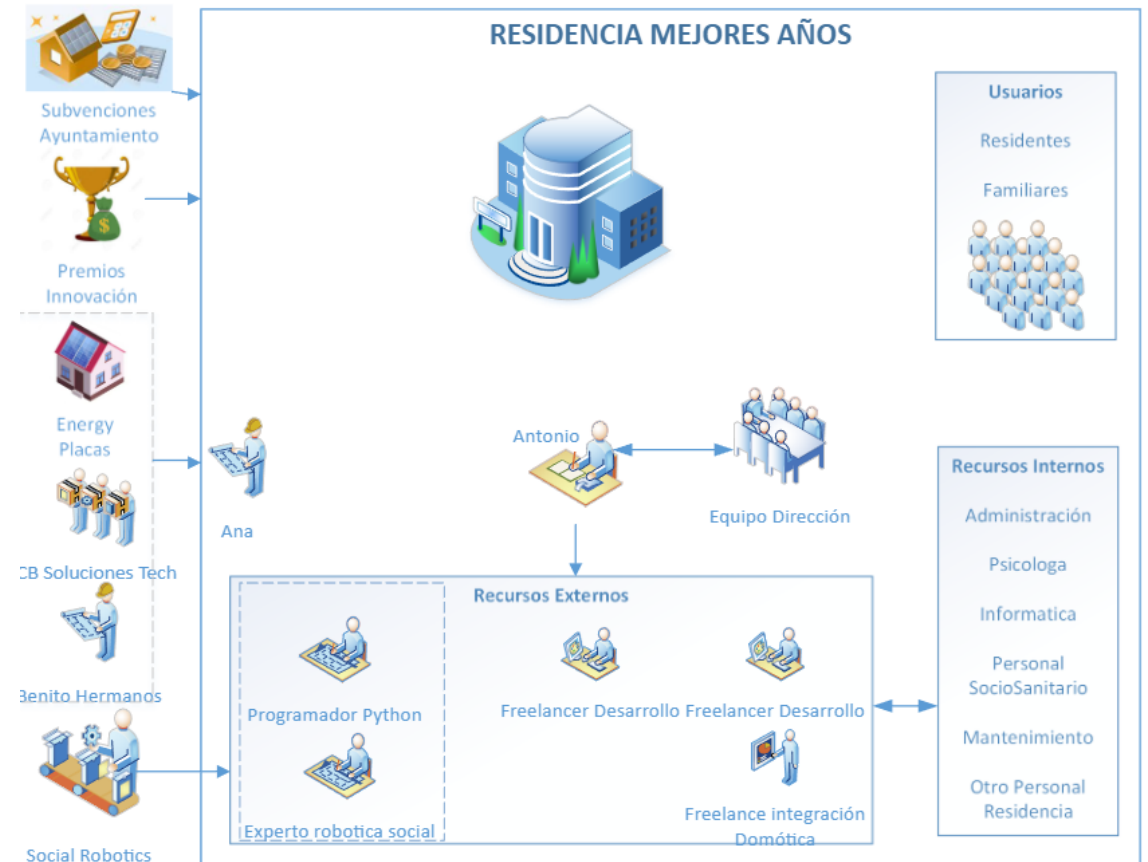 RESIDENCIA MEJORES AÑOS
Subvenciones
Ayuntamiento
Premios
Innovación
Energy
Placas
CB Soluciones Tech
Benito Hermanos
Social Robotics
Usuarios
Residentes
Familiares
Ana
Antonio
Equipo Dirección
Recursos Externos
Programador Python
Experto robotica social
Freelancer Desarrollo
Freelancer Desarrollo
Freelance integración
Domótica
Recursos Internos
Administración
Psicologa
Informatica
Personal
SocioSanitario
Mantenimiento
Otro Personal
Residencia